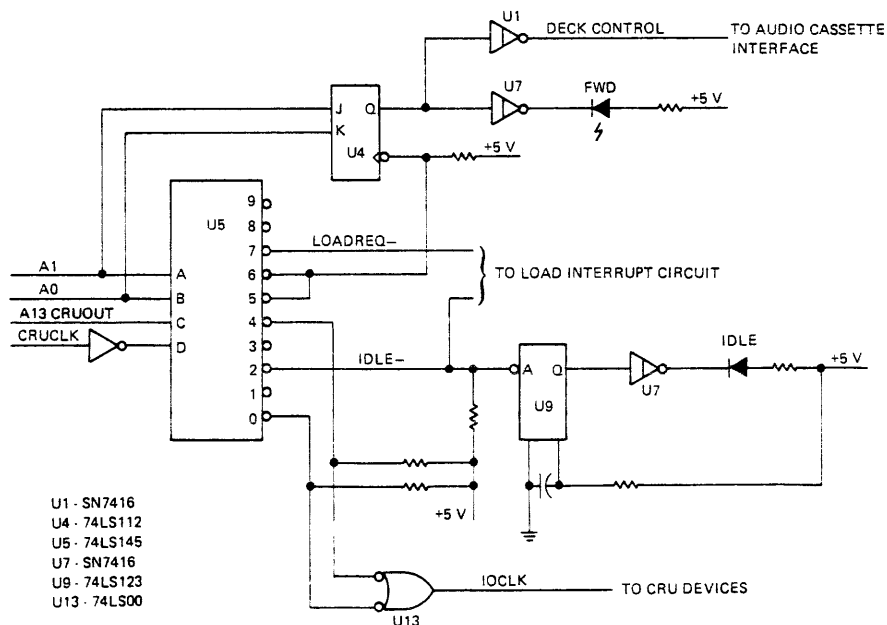 U1
DECK CONTROL
TO AUDIO CASSETTE
INTERFACE
U7
FWD
+5 V
J
Q
K
U4
+5 V
U5
9
8
7
LOADREQ–
A1
A
6
TO LOAD INTERRUPT CIRCUIT
A0
B
5
A13 CRUOUT
C
4
CRUCLK
D
3
IDLE–
2
A
Q
U9
U7
IDLE
+5 V
1
0
+5 V
U1 - SN7416
U4 - 74LS112
U5 - 74LS145
U7 - SN7416
U9 - 74LS123
U13 - 74LS00
IOCLK
TO CRU DEVICES
U13